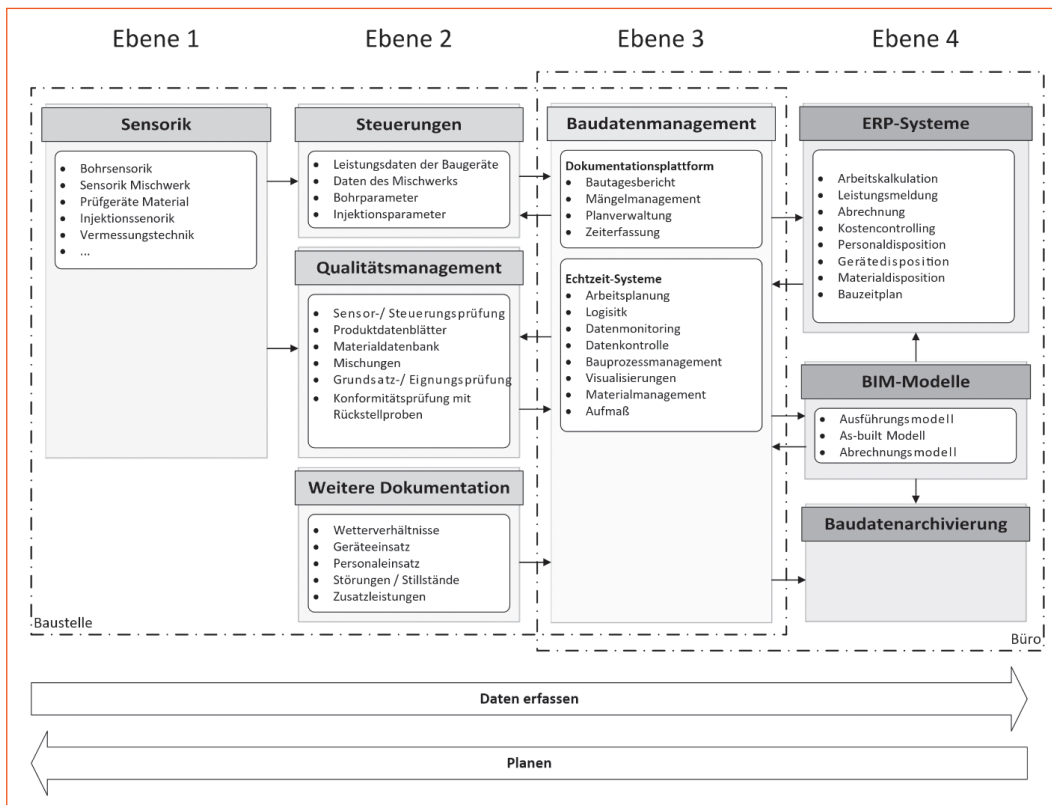 Ebene 1
Ebene 2
Ebene 3
Ebene 4
Sensorik
Bohrsensorik
Sensorik Mischwerk
Prüfgeräte Material
Injektionssenorik
Vermessungstechnik
...
Steuerungen
Leistungsdaten der Baugeräte
Daten des Mischwerks
Bohrparameter
Injektionsparameter
Qualitätsmanagement
Sensor-/ Steuerungsprüfung
Produktdatenblätter
Materialdatenbank
Mischungen
Grundsatz-/ Eignungsprüfung
Konformitätsprüfung mit
Rückstellproben
Weitere Dokumentation
Wetterverhältnisse
Geräteeinsatz
Personaleinsatz
Störungen / Stillstände
Zusatzleistungen
Baudatenmanagement
Dokumentationsplattform
Bautagesbericht
Mängelmanagement
Planverwaltung
Zeiterfassung
Echtzeit-Systeme
Arbeitsplanung
Logisitk
Datenmonitoring
Datenkontrolle
Bauprozessmanagement
Visualisierungen
Materialmanagement
Aufmaß
ERP-Systeme
Arbeitskalkulation
Leistungsmeldung
Abrechnung
Kostencontrolling
Personaldisposition
Gerätedisposition
Materialdisposition
Bauzeitplan
BIM-Modelle
Ausführungsmodell
As-built Modell
Abrechnungsmodell
Baudatenarchivierung
Baustelle
Büro
Daten erfassen
Planen